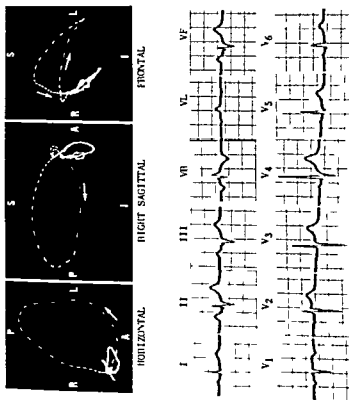 P S S
R L P A R L
A I I
HORIZONTAL RIGHT SAGITTAL FRONTAL
I II III VR VL VF
V1 V2 V3 V4 V5 V6